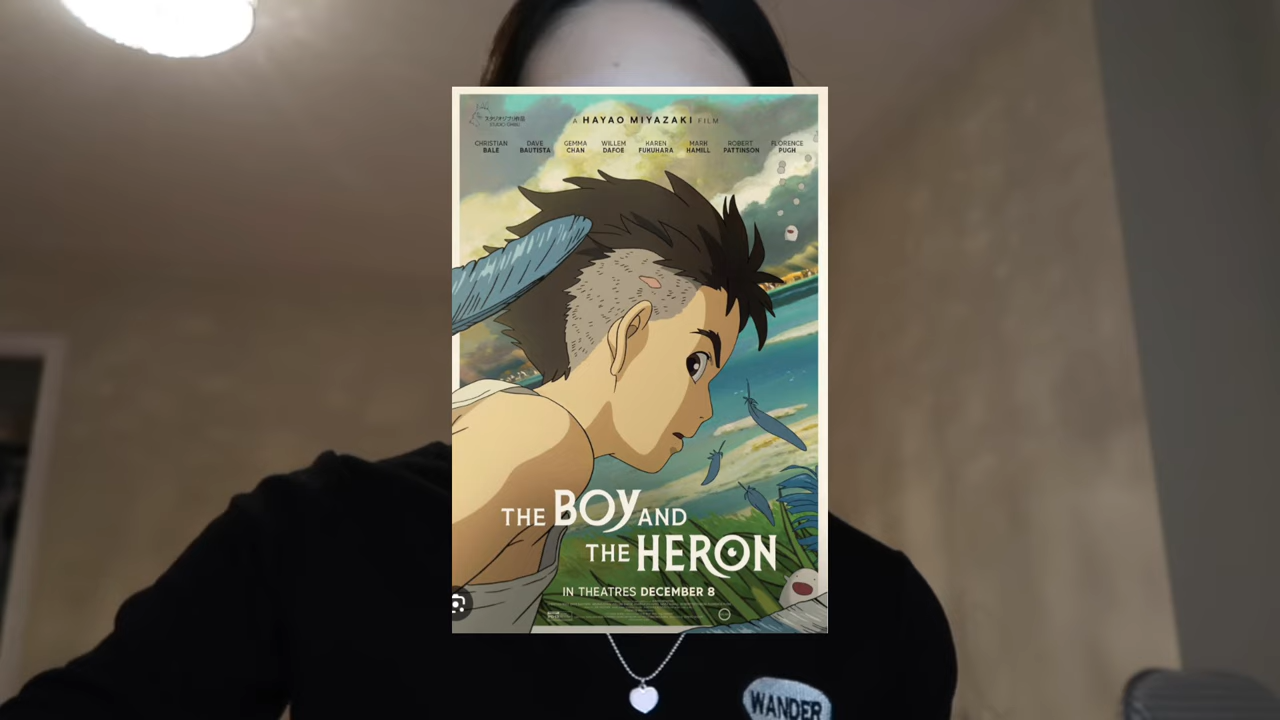 A HAYAO MIYAZAKI FILM
CHRISTIAN BALE
DAVE BAUTISTA
GEMMA CHAN
WILLEM DAFOE
KAREN FUKUHARA
MARK HAMILL
ROBERT PATTINSON
FLORENCE PUGH
THE BOY AND
THE HERON
IN THEATRES DECEMBER 8
WANDER